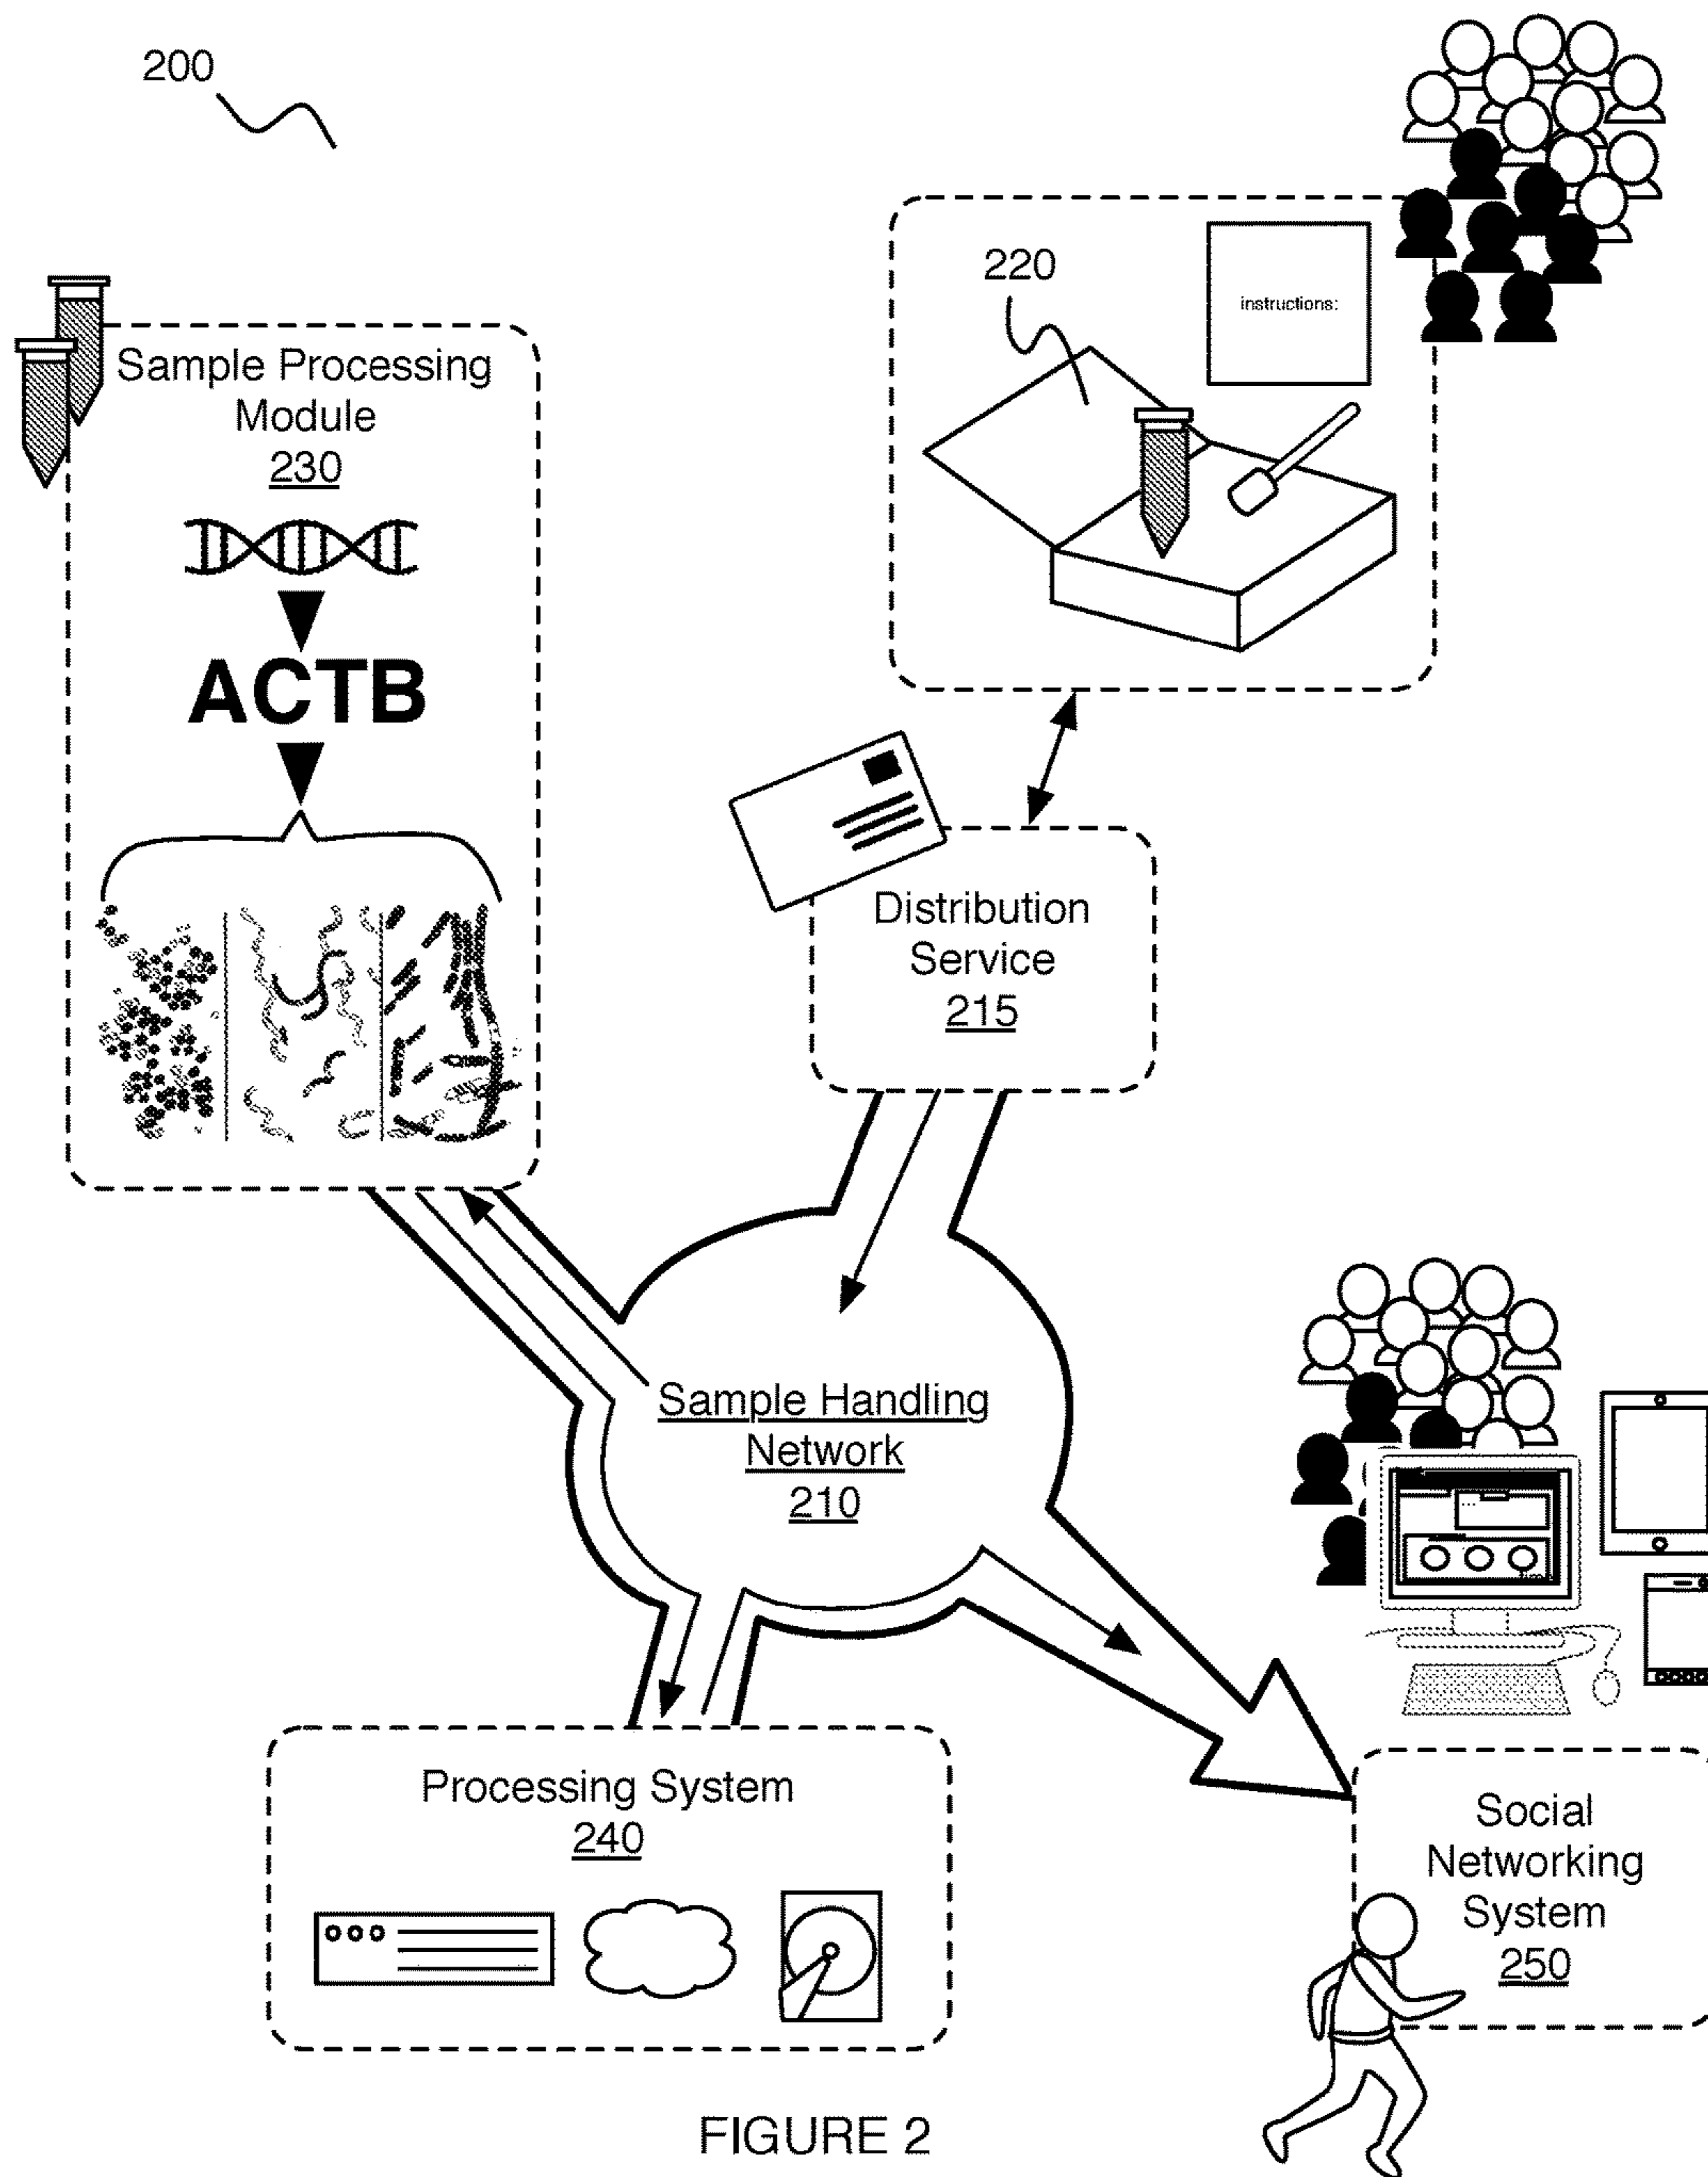 200
220
instructions:
Sample Processing
Module
230
ACTB
Distribution
Service
215
Sample Handling
Network
210
Processing System
240
Social
Networking
System
250
FIGURE 2